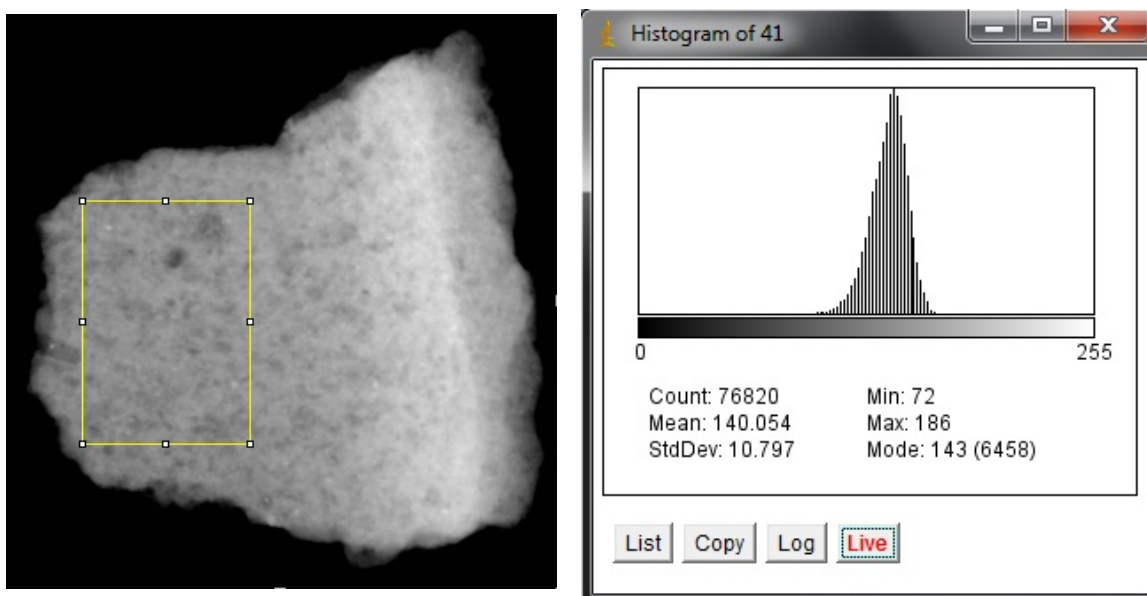 Histogram of 41
0 255
Count: 76820 Min: 72
Mean: 140.054 Max: 186
StdDev: 10.797 Mode: 143 (6458)
List Copy Log Live